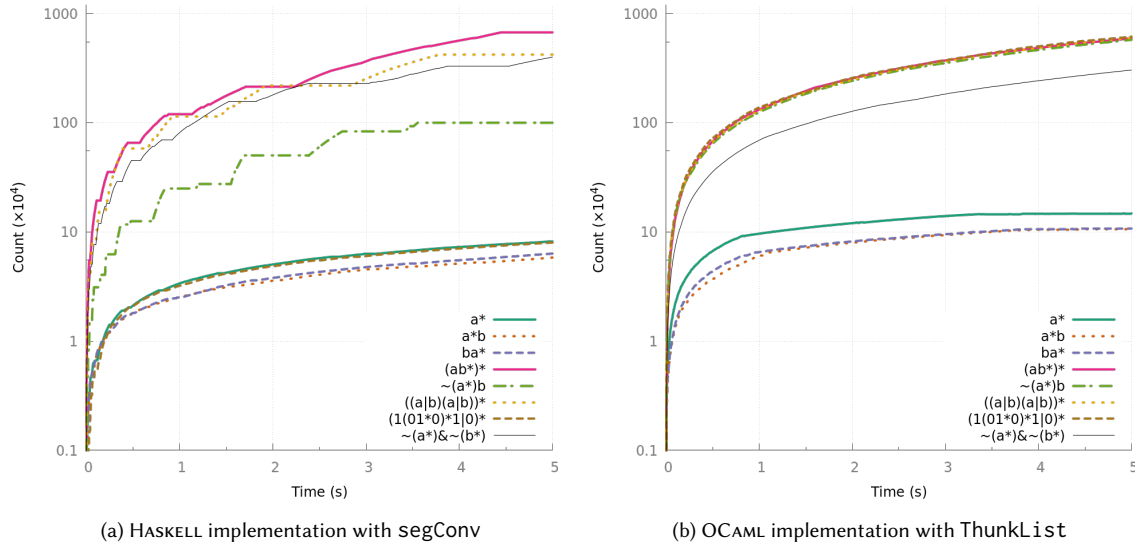 1000
100
10
1
0.1
Count (×10⁴)
0 1 2 3 4 5
Time (s)
a*
a*b
ba*
(ab*)*
~(a*)b
((a|b)(a|b))*
(1(01*0)*1|0)*
~(a*)&~(b*)
(a) HASKELL implementation with segConv
1000
100
10
1
0.1
Count (×10⁴)
0 1 2 3 4 5
Time (s)
a*
a*b
ba*
(ab*)*
~(a*)b
((a|b)(a|b))*
(1(01*0)*1|0)*
~(a*)&~(b*)
(b) OCAML implementation with ThunkList